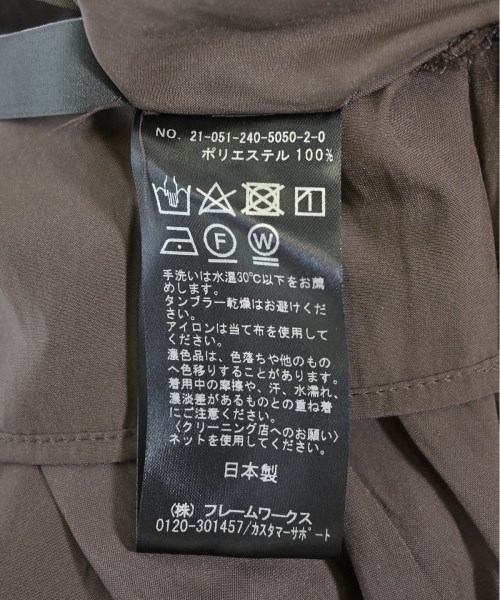 NO. 21-051-240-5050-2-0
ポリエステル 100%
F
W
手洗いは水温30℃以下をお薦
めします。
タンブラー乾燥はお避けくだ
さい。
アイロンは当て布を使用して
ください。
濃色品は、色落ちや他のもの
へ色移りすることがあります。
着用中の摩擦や、汗、水濡れ、
濃淡差があるものとの重ね着
にご注意ください。
〈クリーニング店へのお願い〉
ネットを使用してください。
日本製
(株) フレームワークス
0120-301457/カスタマーサポート